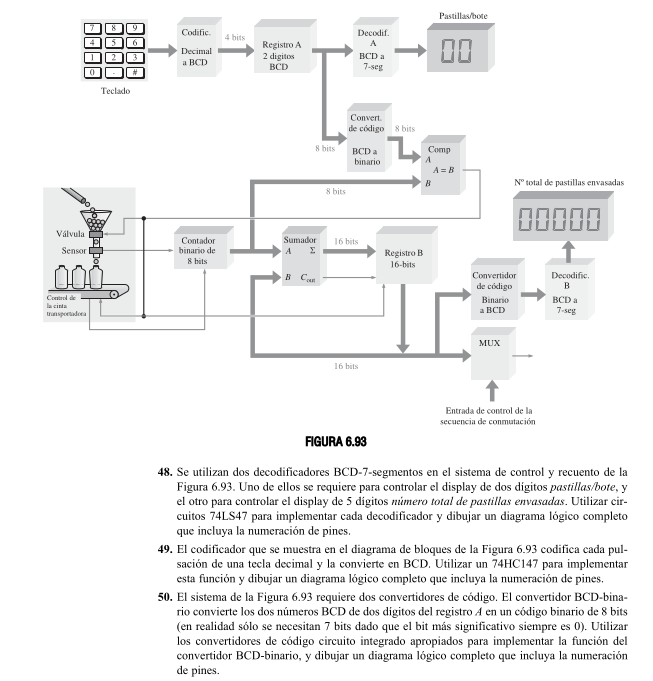 7 8 9
4 5 6
1 2 3
0 . #
Teclado
Codific.
Decimal
a BCD
4 bits
Registro A
2 dígitos
BCD
Decodif.
A
BCD a
7-seg
Pastillas/bote
00
Convert.
de código
BCD a
binario
8 bits
8 bits
Comp
A
A = B
B
8 bits
Nº total de pastillas envasadas
00000
Válvula
Sensor
Control de
la cinta
transportadora
Contador
binario de
8 bits
Sumador
A Σ
B Cout
16 bits
Registro B
16-bits
Convertidor
de código
Binario
a BCD
Decodific.
B
BCD a
7-seg
MUX
16 bits
Entrada de control de la
secuencia de conmutación
FIGURA 6.93
48. Se utilizan dos decodificadores BCD-7-segmentos en el sistema de control y recuento de la
Figura 6.93. Uno de ellos se requiere para controlar el display de dos dígitos pastillas/bote, y
el otro para controlar el display de 5 dígitos número total de pastillas envasadas. Utilizar cir-
cuitos 74LS47 para implementar cada decodificador y dibujar un diagrama lógico completo
que incluya la numeración de pines.
49. El codificador que se muestra en el diagrama de bloques de la Figura 6.93 codifica cada pul-
sación de una tecla decimal y la convierte en BCD. Utilizar un 74HC147 para implementar
esta función y dibujar un diagrama lógico completo que incluya la numeración de pines.
50. El sistema de la Figura 6.93 requiere dos convertidores de código. El convertidor BCD-bina-
rio convierte los dos números BCD de dos dígitos del registro A en un código binario de 8 bits
(en realidad sólo se necesitan 7 bits dado que el bit más significativo siempre es 0). Utilizar
los convertidores de código circuito integrado apropiados para implementar la función del
convertidor BCD-binario, y dibujar un diagrama lógico completo que incluya la numeración
de pines.